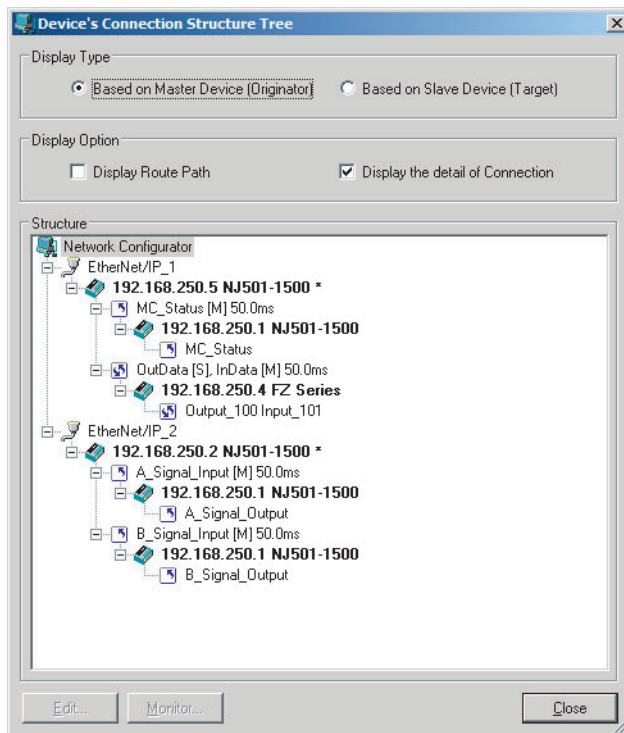 Device's Connection Structure Tree
Display Type
Based on Master Device (Originator)
Based on Slave Device (Target)
Display Option
Display Route Path
Display the detail of Connection
Structure
Network Configurator
EtherNet/IP_1
192.168.250.5 NJ501-1500 *
MC_Status [M] 50.0ms
192.168.250.1 NJ501-1500
MC_Status
OutData [S], InData [M] 50.0ms
192.168.250.4 FZ Series
Output_100 Input_101
EtherNet/IP_2
192.168.250.2 NJ501-1500 *
A_Signal_Input [M] 50.0ms
192.168.250.1 NJ501-1500
A_Signal_Output
B_Signal_Input [M] 50.0ms
192.168.250.1 NJ501-1500
B_Signal_Output
Edit...
Monitor...
Close